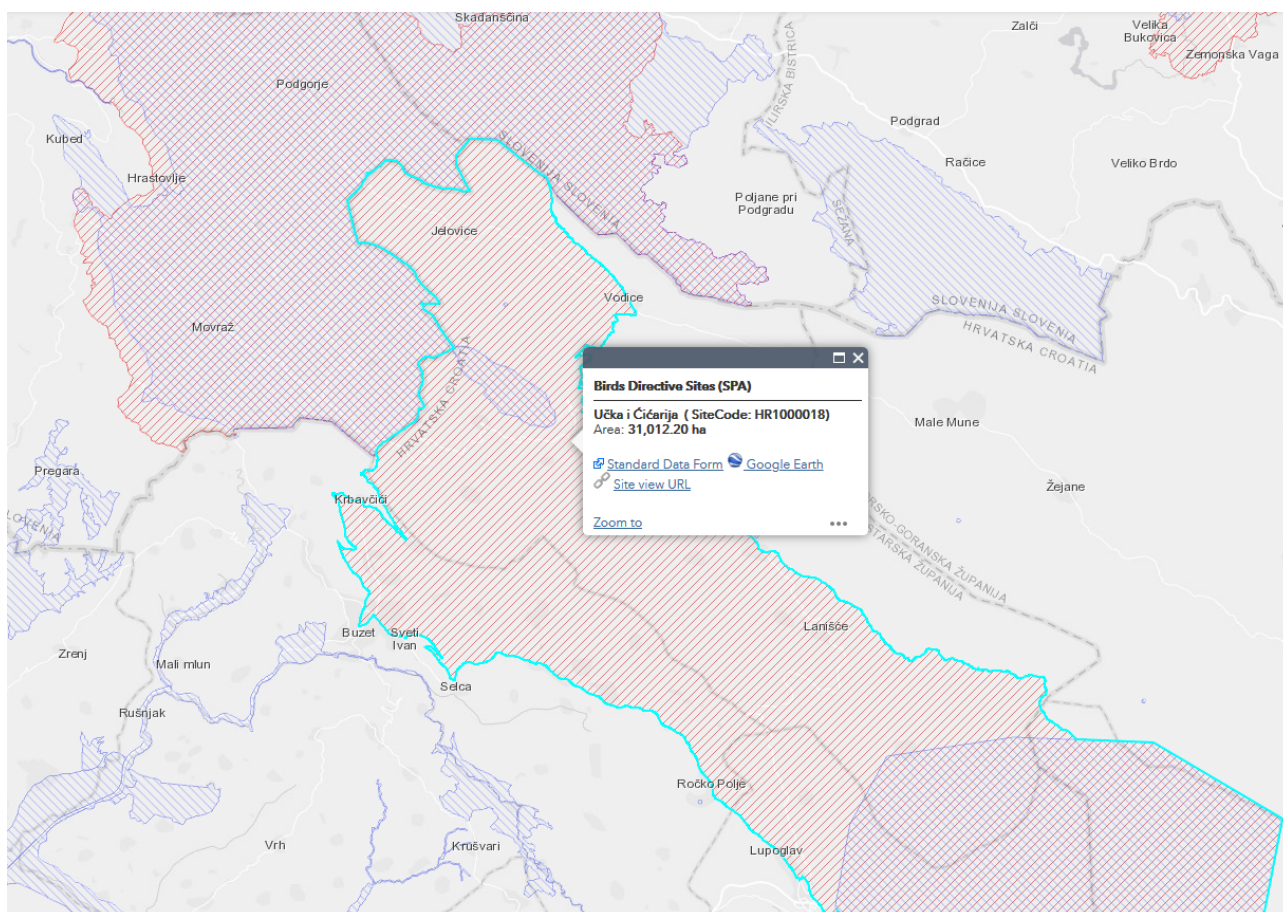 Skadanščina
Zalči
Velika
Bukovica
Zemonska Vaga
ILIRSKA BISTRICA
Podgorje
Podgrad
Kubed
Račice
Veliko Brdo
Hrastovlje
SLOVENIJA SLOVENIA
Poljane pri
Podgradu
SEŽANA
Jelovice
Vodice
SLOVENIJA SLOVENIA
HRVATSKA CROATIA
Movraž
HRVATSKA CROATIA
Birds Directive Sites (SPA)
Učka i Ćićarija ( SiteCode: HR1000018)
Area: 31,012.20 ha
Standard Data Form Google Earth
Site view URL
Zoom to
Male Mune
Pregara
Žejane
Krbavčići
LOVENIA
RSKO-GORANSKA ŽUPANIJA
ISTARSKA ŽUPANIJA
Lanišće
Buzet
Sveti
Ivan
Zrenj
Mali mlun
Selca
Rušnjak
Ročko Polje
Vrh
Krušvari
Lupoglav